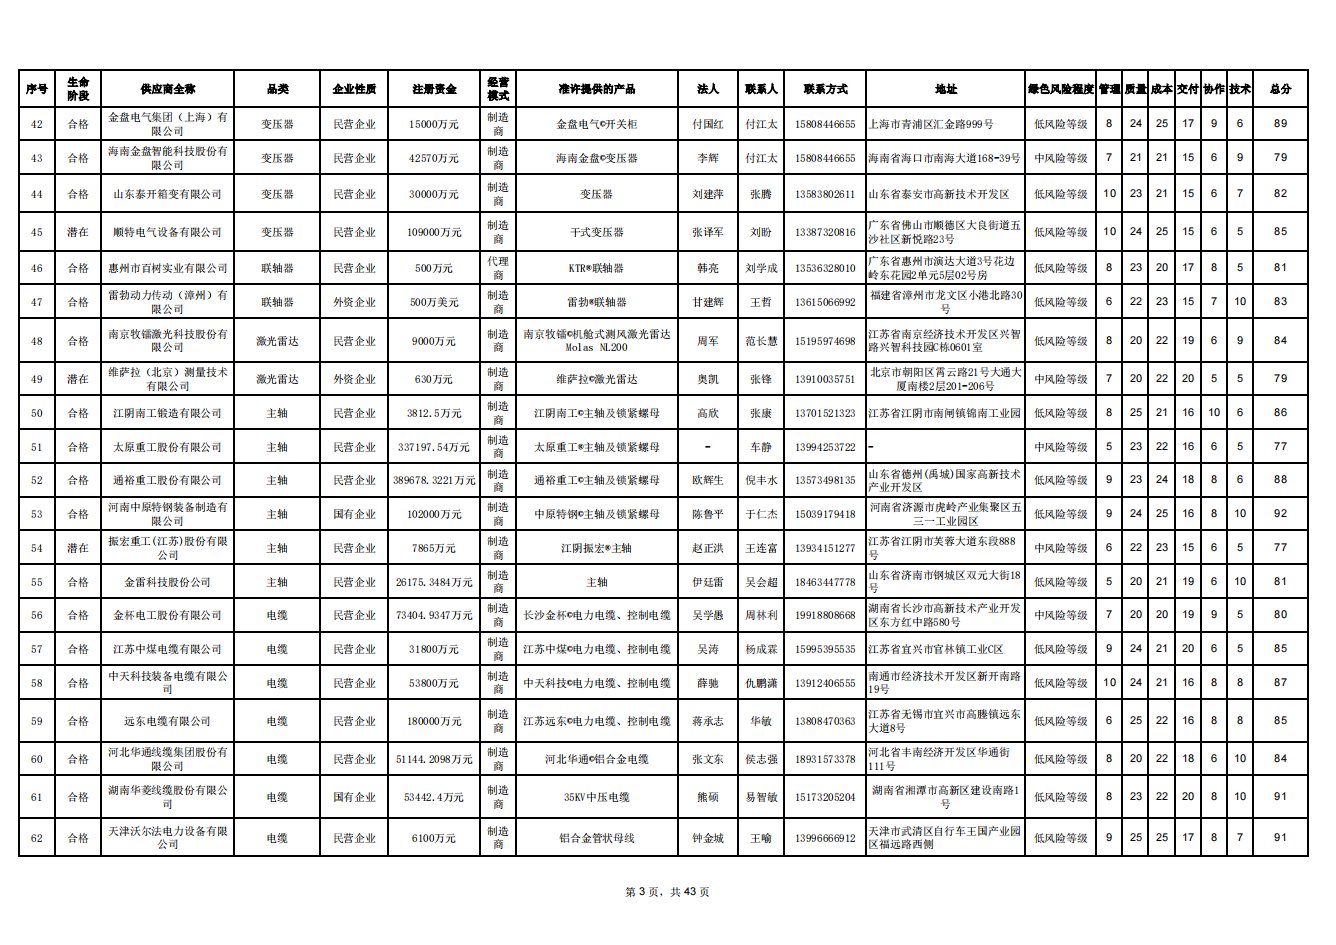 序号 生命阶段 供应商全称 品类 企业性质 注册资金 经营模式 准许提供的产品 法人 联系人 联系方式 地址 绿色风险程度 管理 质量 成本 交付 协作 技术 总分
42 合格 金盘电气集团（上海）有限公司 变压器 民营企业 15000万元 制造商 金盘电气©开关柜 付国红 付江太 15808446655 上海市青浦区汇金路999号 低风险等级 8 24 25 17 9 6 89
43 合格 海南金盘智能科技股份有限公司 变压器 民营企业 42570万元 制造商 海南金盘©变压器 李辉 付江太 15808446655 海南省海口市南海大道168-39号 中风险等级 7 21 21 15 6 9 79
44 合格 山东泰开箱变有限公司 变压器 民营企业 30000万元 制造商 变压器 刘建萍 张腾 13583802611 山东省泰安市高新技术开发区 低风险等级 10 23 21 15 6 7 82
45 潜在 顺特电气设备有限公司 变压器 民营企业 109000万元 制造商 干式变压器 张译军 刘盼 13387320816 广东省佛山市顺德区大良街道五沙社区新悦路23号 低风险等级 10 24 25 15 6 5 85
46 合格 惠州市百树实业有限公司 联轴器 民营企业 500万元 代理商 KTR®联轴器 韩亮 刘学成 13536328010 广东省惠州市演达大道3号花边岭东花园2单元5层02号房 低风险等级 8 23 20 17 8 5 81
47 合格 雷勃动力传动（漳州）有限公司 联轴器 外资企业 500万美元 制造商 雷勃®联轴器 甘建辉 王哲 13615066992 福建省漳州市龙文区小港北路30号 低风险等级 6 22 23 15 7 10 83
48 合格 南京牧镭激光科技股份有限公司 激光雷达 民营企业 9000万元 制造商 南京牧镭©机舱式测风激光雷达Molas NL200 周军 范长慧 15195974698 江苏省南京经济技术开发区兴智路兴智科技园C栋0601室 低风险等级 8 20 22 19 6 9 84
49 潜在 维萨拉（北京）测量技术有限公司 激光雷达 外资企业 630万元 制造商 维萨拉©激光雷达 奥凯 张锋 13910035751 北京市朝阳区霄云路21号大通大厦南楼2层201-206号 中风险等级 7 20 22 20 5 5 79
50 合格 江阴南工锻造有限公司 主轴 民营企业 3812.5万元 制造商 江阴南工©主轴及锁紧螺母 高欣 张康 13701521323 江苏省江阴市南闸镇锦南工业园 低风险等级 8 25 21 16 10 6 86
51 合格 太原重工股份有限公司 主轴 民营企业 337197.54万元 制造商 太原重工®主轴及锁紧螺母 - 车静 13994253722 - 中风险等级 5 23 22 16 6 5 77
52 合格 通裕重工股份有限公司 主轴 民营企业 389678.3221万元 制造商 通裕重工©主轴及锁紧螺母 欧辉生 倪丰水 13573498135 山东省德州(禹城)国家高新技术产业开发区 低风险等级 9 23 24 18 8 6 88
53 合格 河南中原特钢装备制造有限公司 主轴 国有企业 102000万元 制造商 中原特钢©主轴及锁紧螺母 陈鲁平 于仁杰 15039179418 河南省济源市虎岭产业集聚区五三一工业园区 低风险等级 9 24 25 16 8 10 92
54 潜在 振宏重工(江苏)股份有限公司 主轴 民营企业 7865万元 制造商 江阴振宏®主轴 赵正洪 王连富 13934151277 江苏省江阴市芙蓉大道东段888号 中风险等级 6 22 23 15 6 5 77
55 合格 金雷科技股份公司 主轴 民营企业 26175.3484万元 制造商 主轴 伊廷雷 吴会超 18463447778 山东省济南市钢城区双元大街18号 低风险等级 5 20 21 19 6 10 81
56 合格 金杯电工股份有限公司 电缆 民营企业 73404.9347万元 制造商 长沙金杯©电力电缆、控制电缆 吴学愚 周林利 19918808668 湖南省长沙市高新技术产业开发区东方红中路580号 中风险等级 7 20 20 19 9 5 80
57 合格 江苏中煤电缆有限公司 电缆 民营企业 31800万元 制造商 江苏中煤©电力电缆、控制电缆 吴涛 杨成霖 15995395535 江苏省宜兴市官林镇工业C区 低风险等级 9 24 21 20 6 5 85
58 合格 中天科技装备电缆有限公司 电缆 民营企业 53800万元 制造商 中天科技©电力电缆、控制电缆 薛驰 仇鹏潇 13912406555 南通市经济技术开发区新开南路19号 低风险等级 10 24 21 16 8 8 87
59 合格 远东电缆有限公司 电缆 民营企业 180000万元 制造商 江苏远东©电力电缆、控制电缆 蒋承志 华敏 13808470363 江苏省无锡市宜兴市高塍镇远东大道8号 低风险等级 6 25 22 16 8 8 85
60 合格 河北华通线缆集团股份有限公司 电缆 民营企业 51144.2098万元 制造商 河北华通©铝合金电缆 张文东 侯志强 18931573378 河北省丰南经济开发区华通街111号 低风险等级 8 20 22 18 6 10 84
61 合格 湖南华菱线缆股份有限公司 电缆 国有企业 53442.4万元 制造商 35KV中压电缆 熊硕 易智敏 15173205204 湖南省湘潭市高新区建设南路1号 低风险等级 8 23 22 20 8 10 91
62 合格 天津沃尔法电力设备有限公司 电缆 民营企业 6100万元 制造商 铝合金管状母线 钟金城 王喻 13996666912 天津市武清区自行车王国产业园区福远路西侧 低风险等级 9 25 25 17 8 7 91
第 3 页，共 43 页